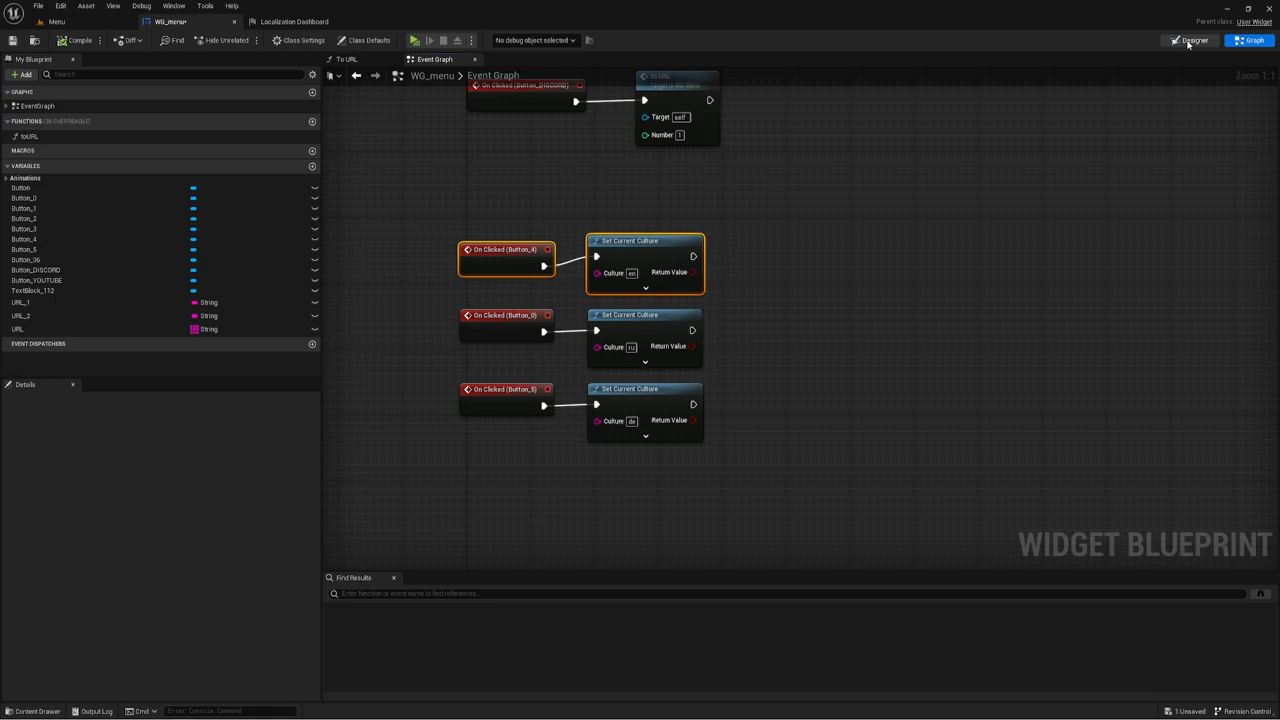 File Edit Asset View Debug Window Tools Help
Menu WG_menu• × Localization Dashboard
Parent class: User Widget
Compile Diff Find Hide Unrelated Class Settings Class Defaults No debug object selected Designer Graph
My Blueprint × To URL Event Graph ×
+ Add Search WG_menu > Event Graph Zoom 1:1
GRAPHS
EventGraph
FUNCTIONS (38 OVERRIDABLE)
toURL
MACROS
VARIABLES
Animations
Button
Button_0
Button_1
Button_2
Button_3
Button_4
Button_5
Button_96
Button_DISCORD
Button_YOUTUBE
TextBlock_112
URL_1 String
URL_2 String
URL String
EVENT DISPATCHERS
Details ×
On Clicked (Button_DISCORD)
To URL
Target is WG Menu
Target self
Number 1
On Clicked (Button_4)
Set Current Culture
Culture en Return Value
On Clicked (Button_0)
Set Current Culture
Culture ru Return Value
On Clicked (Button_5)
Set Current Culture
Culture de Return Value
WIDGET BLUEPRINT
Find Results ×
Enter function or event name to find references...
Content Drawer Output Log Cmd Enter Console Command 1 Unsaved Revision Control